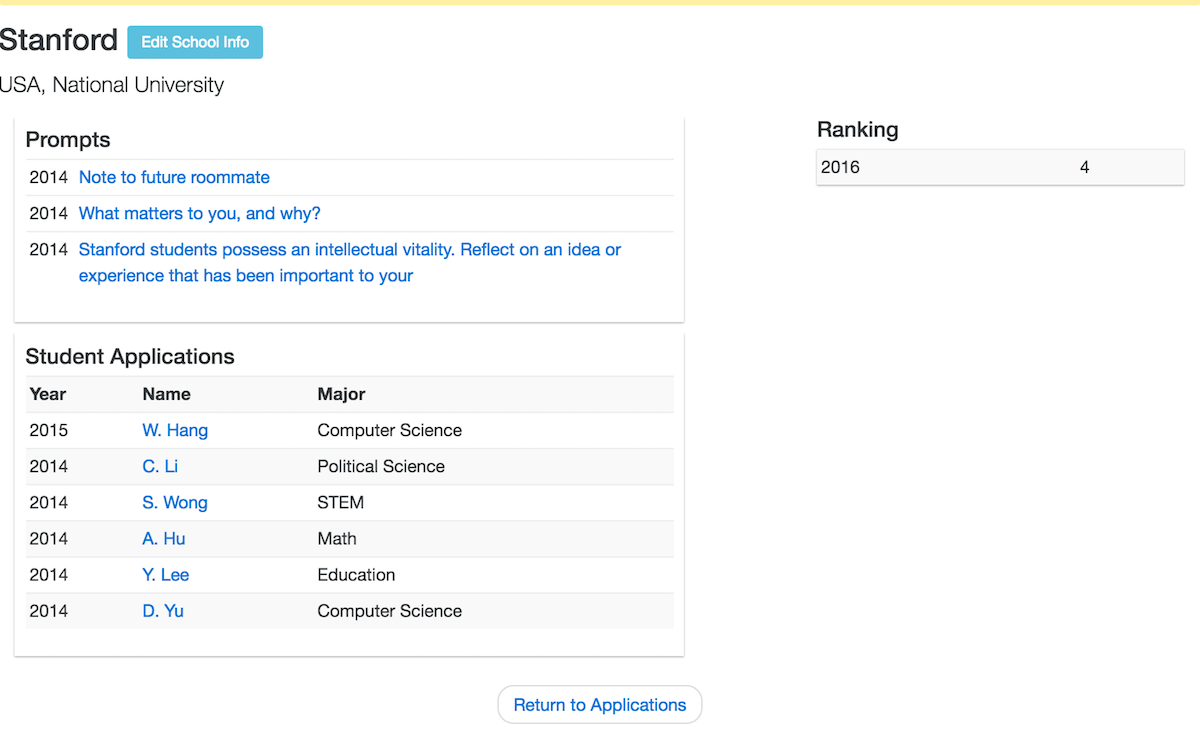 Stanford Edit School Info
USA, National University
Prompts
2014 Note to future roommate
2014 What matters to you, and why?
2014 Stanford students possess an intellectual vitality. Reflect on an idea or
experience that has been important to your
Ranking
2016 4
Student Applications
Year Name Major
2015 W. Hang Computer Science
2014 C. Li Political Science
2014 S. Wong STEM
2014 A. Hu Math
2014 Y. Lee Education
2014 D. Yu Computer Science
Return to Applications